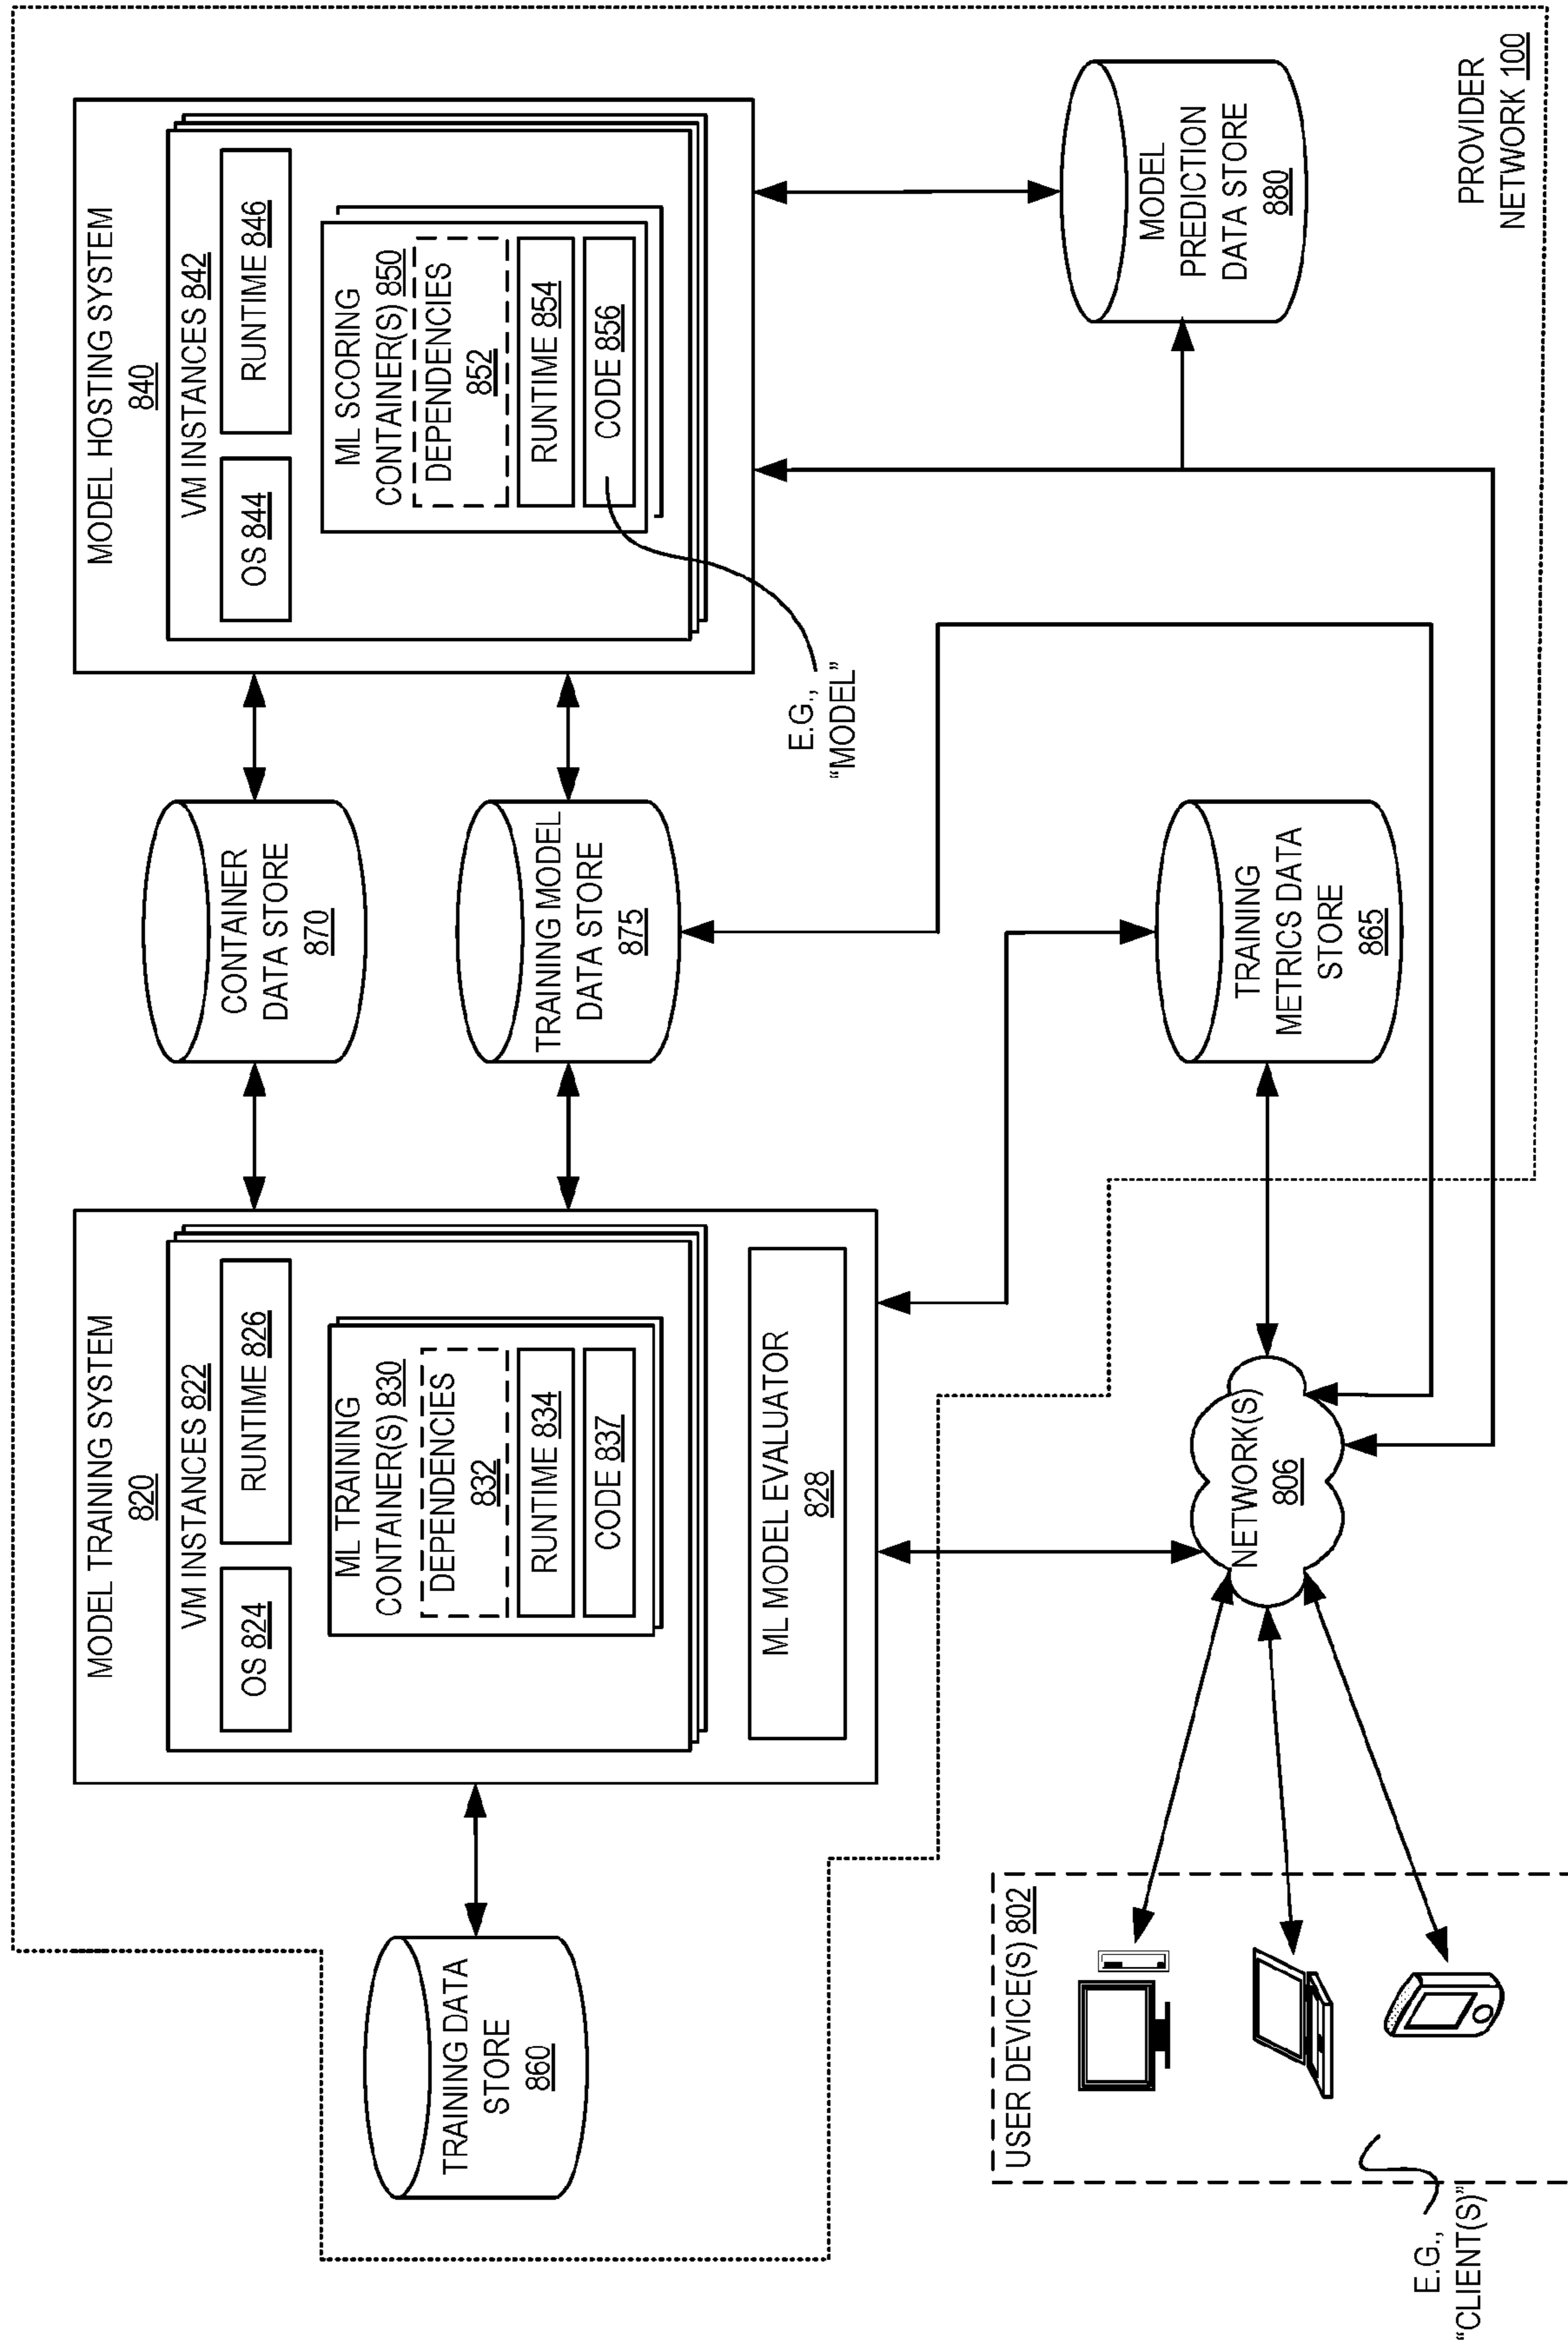 MODEL TRAINING SYSTEM
820
VM INSTANCES 822
OS 824
RUNTIME 826
ML TRAINING
CONTAINER(S) 830
DEPENDENCIES
832
RUNTIME 834
CODE 837
ML MODEL EVALUATOR
828
TRAINING DATA
STORE
860
CONTAINER
DATA STORE
870
TRAINING MODEL
DATA STORE
875
MODEL HOSTING SYSTEM
840
VM INSTANCES 842
OS 844
RUNTIME 846
ML SCORING
CONTAINER(S) 850
DEPENDENCIES
852
RUNTIME 854
CODE 856
E.G.,
“MODEL”
USER DEVICE(S) 802
E.G.,
“CLIENT(S)”
NETWORK(S)
806
TRAINING
METRICS DATA
STORE
865
MODEL
PREDICTION
DATA STORE
880
PROVIDER
NETWORK 100